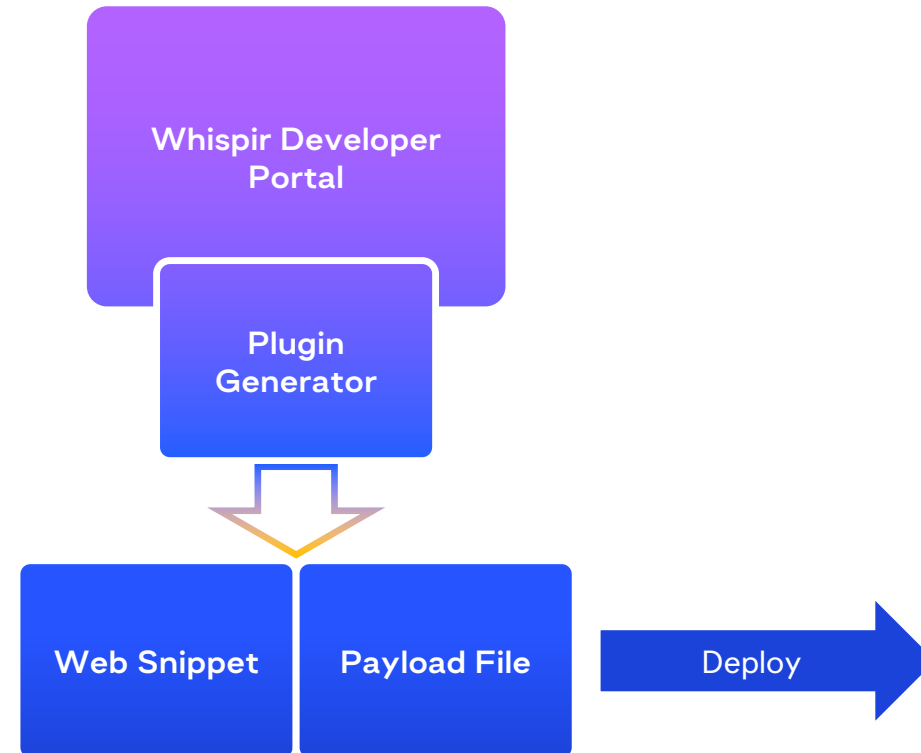 Whispir Developer
Portal
Plugin
Generator
Web Snippet
Payload File
Deploy